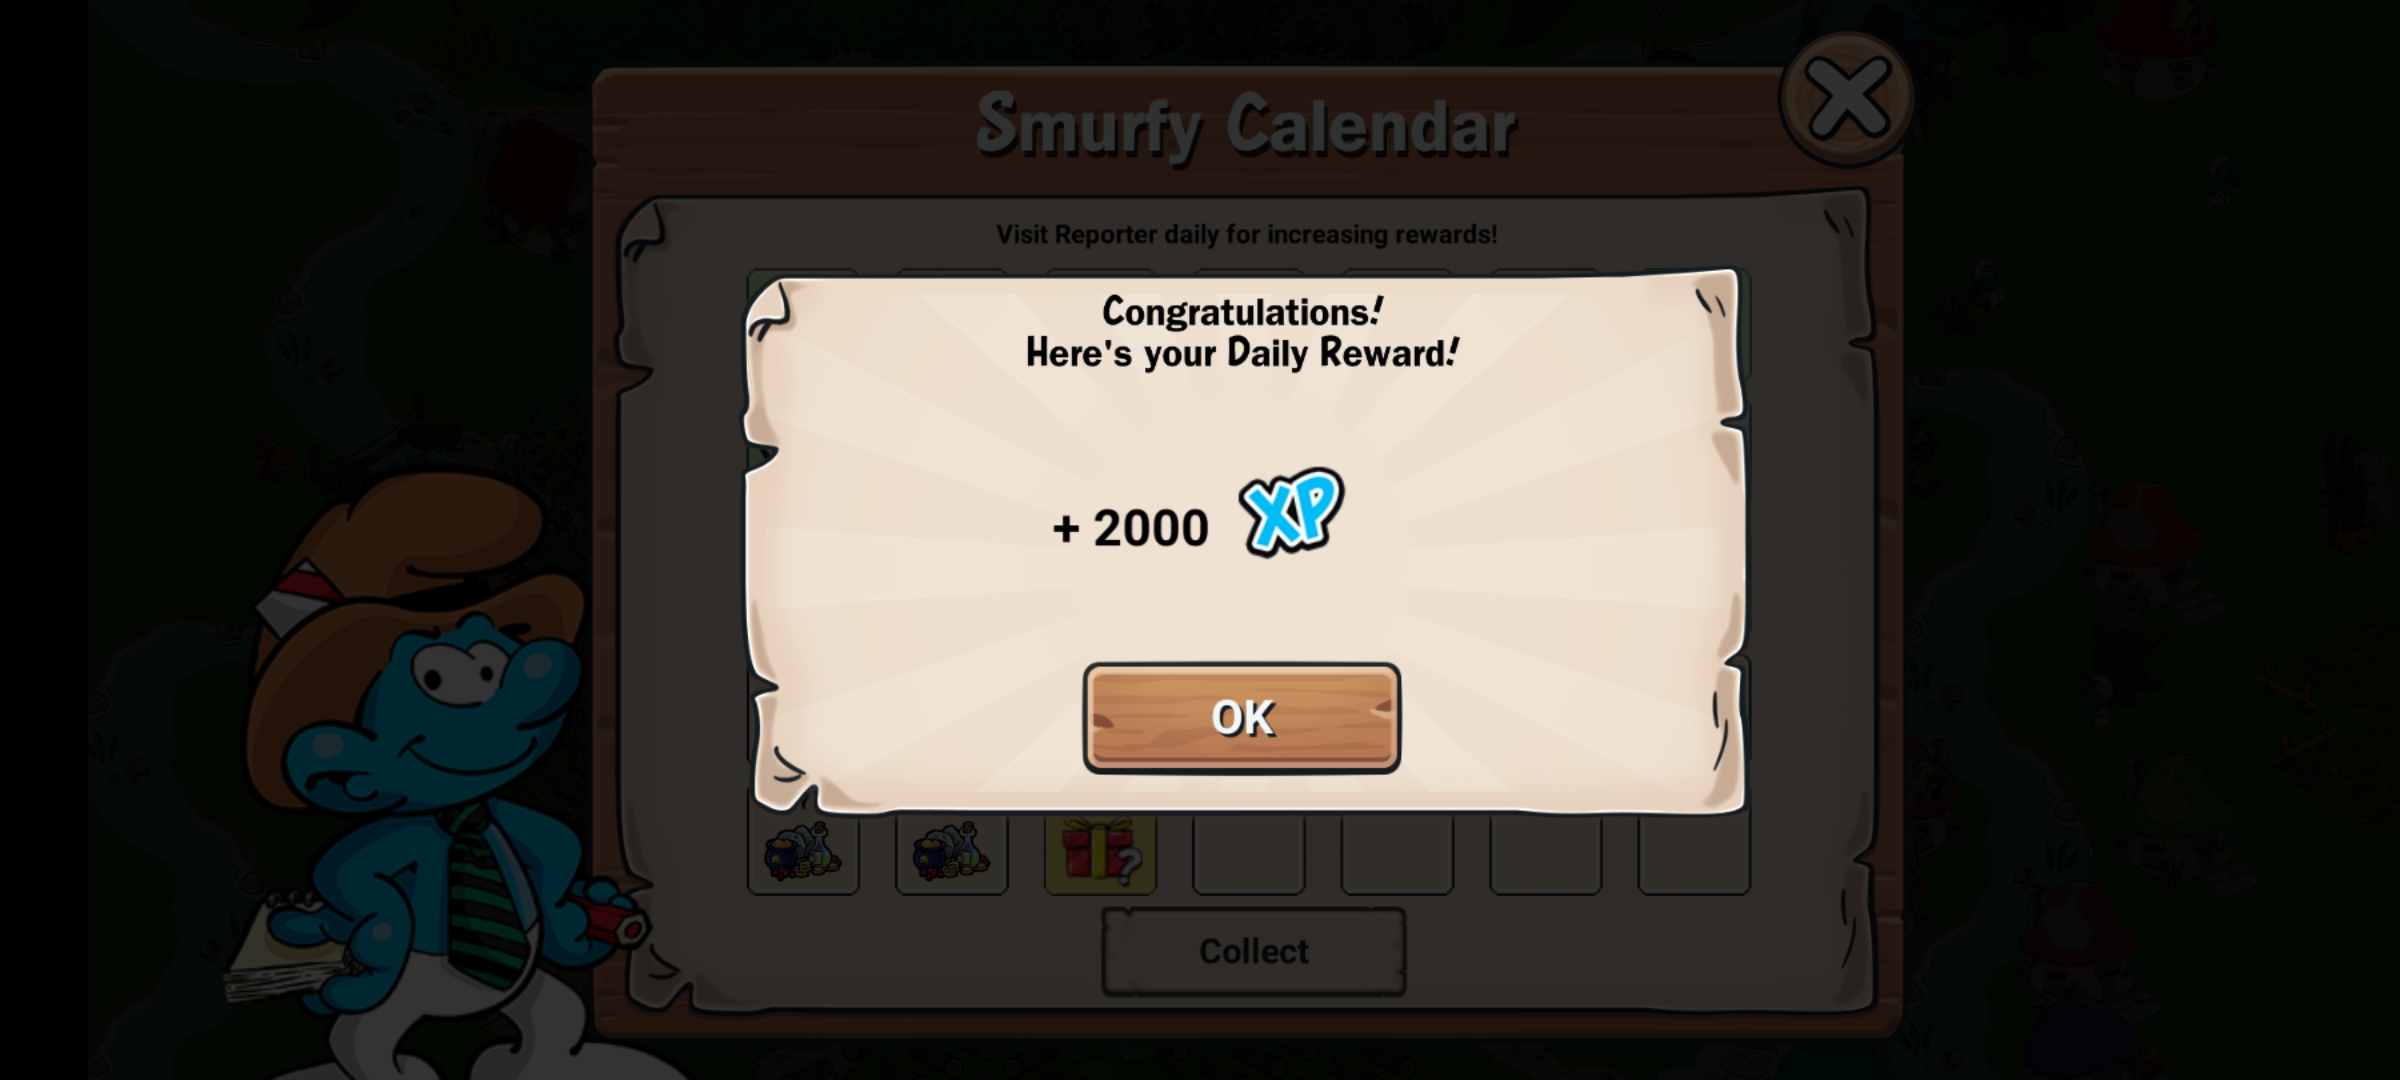 Smurfy Calendar
Visit Reporter daily for increasing rewards!
Congratulations!
Here's your Daily Reward!
+ 2000 XP
OK
?
Collect